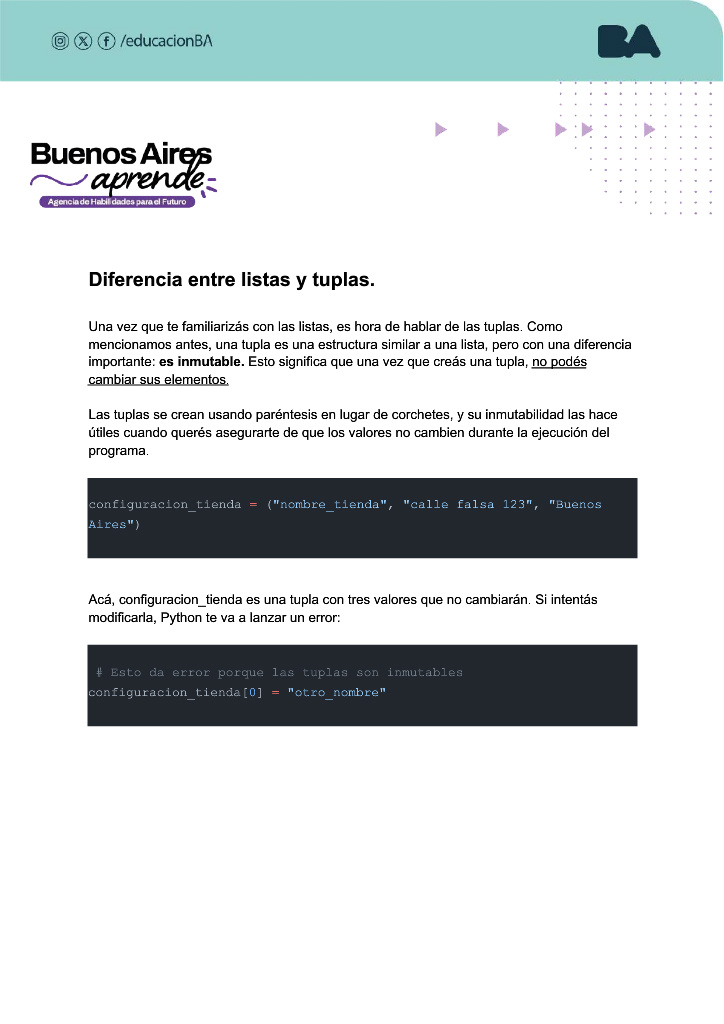 /educacionBA
BA
Buenos Aires
aprende
Agencia de Habilidades para el Futuro
Diferencia entre listas y tuplas.
Una vez que te familiarizás con las listas, es hora de hablar de las tuplas. Como
mencionamos antes, una tupla es una estructura similar a una lista, pero con una diferencia
importante: es inmutable. Esto significa que una vez que creás una tupla, no podés
cambiar sus elementos.
Las tuplas se crean usando paréntesis en lugar de corchetes, y su inmutabilidad las hace
útiles cuando querés asegurarte de que los valores no cambien durante la ejecución del
programa.
configuracion_tienda = ("nombre_tienda", "calle falsa 123", "Buenos
Aires")
Acá, configuracion_tienda es una tupla con tres valores que no cambiarán. Si intentás
modificarla, Python te va a lanzar un error:
# Esto da error porque las tuplas son inmutables
configuracion_tienda[0] = "otro_nombre"